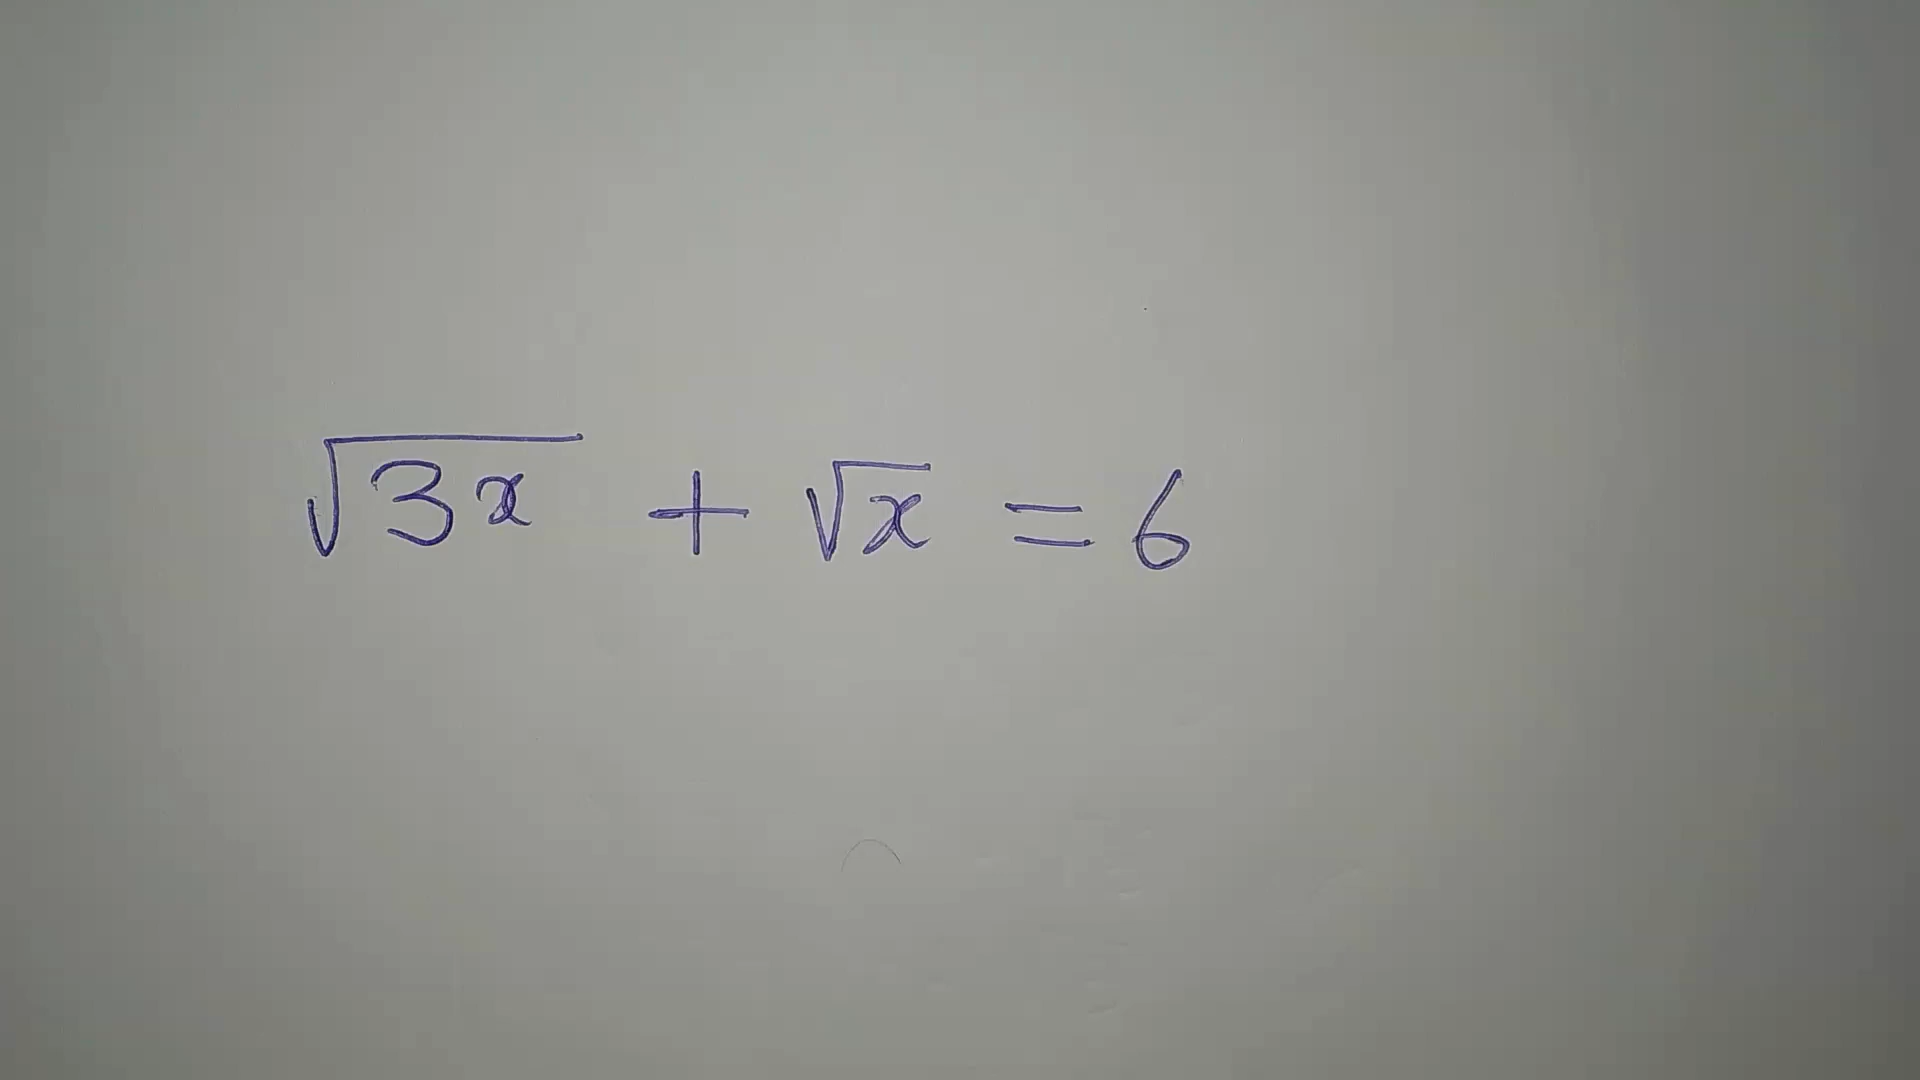 √3x + √x = 6